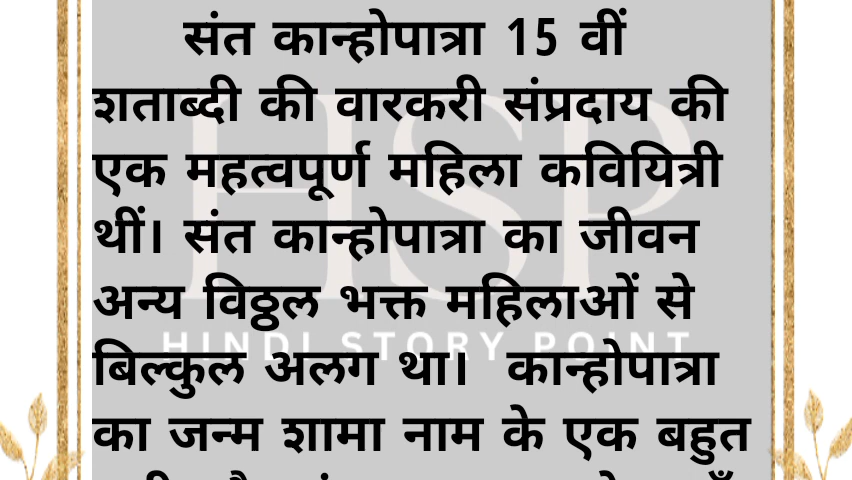 संत कान्होपात्रा 15 वीं
शताब्दी की वारकरी संप्रदाय की
एक महत्वपूर्ण महिला कवियित्री
थीं। संत कान्होपात्रा का जीवन
अन्य विठ्ठल भक्त महिलाओं से
HINDI STORY POINT
बिल्कुल अलग था। कान्होपात्रा
का जन्म शामा नाम के एक बहुत
HSP